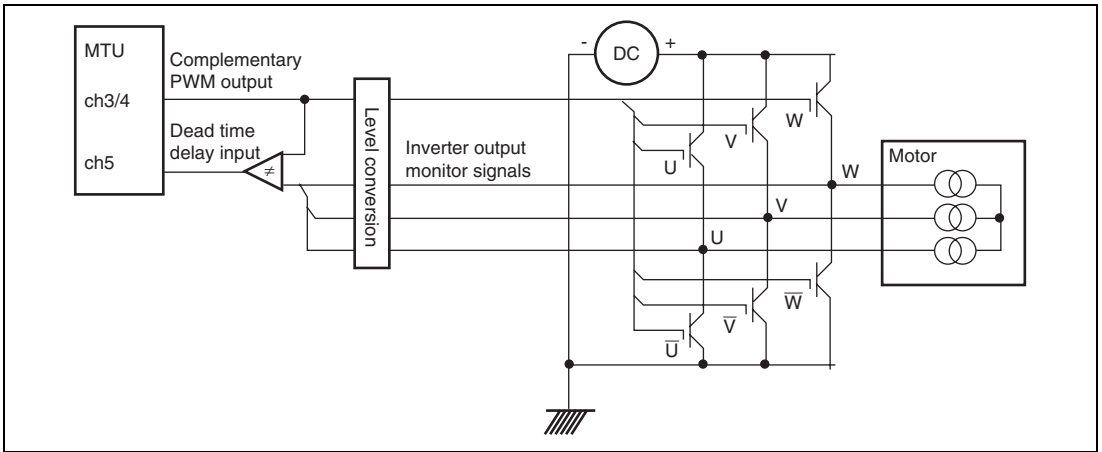 MTU
ch3/4
ch5
Complementary
PWM output
Dead time
delay input
≠
Level conversion
Inverter output
monitor signals
- DC +
W
V
U
W
V
U
W̅
V̅
U̅
Motor